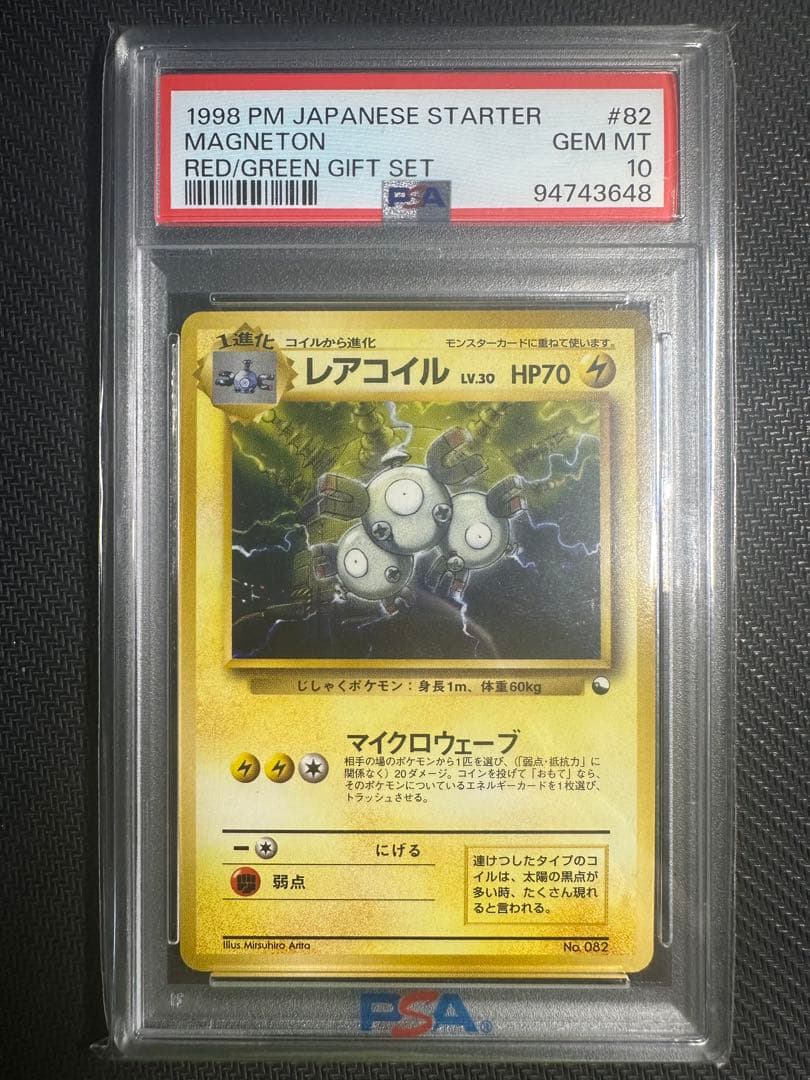 1998 PM JAPANESE STARTER #82
MAGNETON GEM MT
RED/GREEN GIFT SET 10
PSA 94743648
1進化 コイルから進化 モンスターカードに重ねて使います。
レアコイル LV.30 HP70
じしゃくポケモン:身長1m、体重60kg
マイクロウェーブ
相手の場のポケモンから1匹を選び、(「弱点・抵抗力」に
関係なく)20ダメージ。コインを投げて「おもて」なら、
そのポケモンについているエネルギーカードを1枚選び、
トラッシュさせる。
にげる
弱点
連けつしたタイプのコ
イルは、太陽の黒点が
多い時、たくさん現れ
ると言われる。
Illus. Mitsuhiro Arita No. 082
PSA®